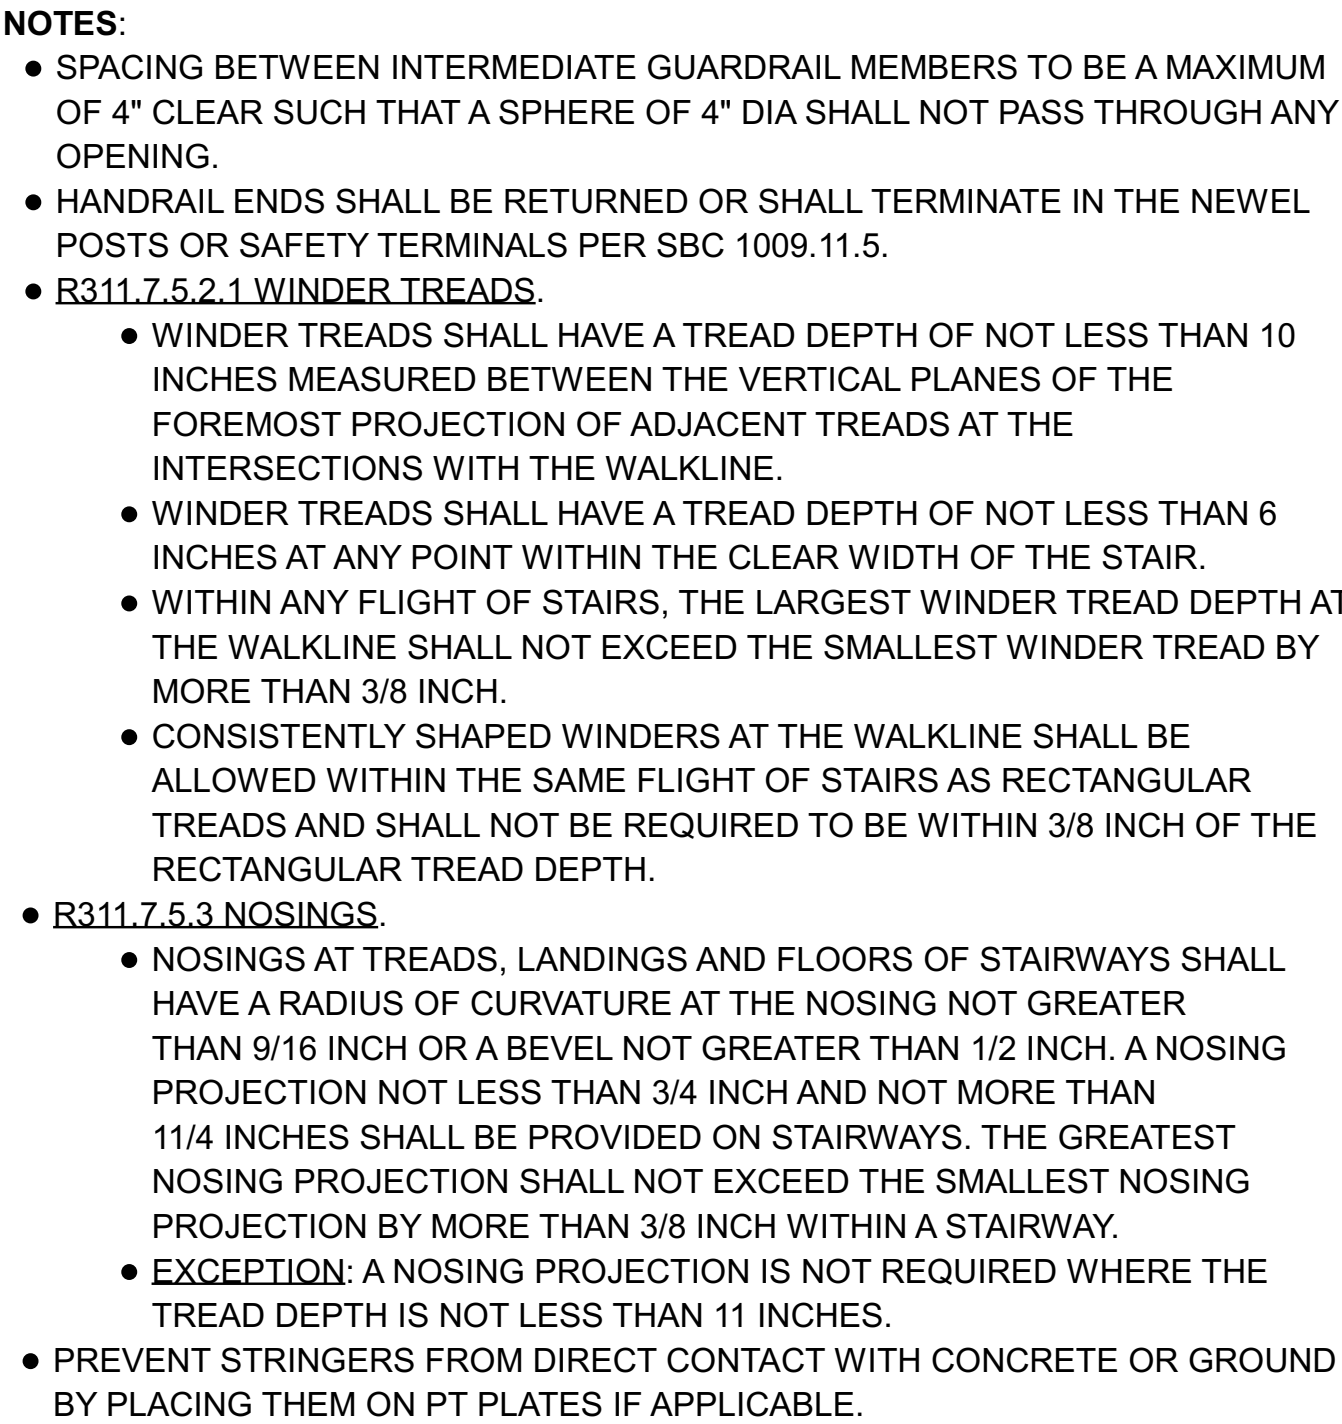 NOTES:
● SPACING BETWEEN INTERMEDIATE GUARDRAIL MEMBERS TO BE A MAXIMUM
OF 4" CLEAR SUCH THAT A SPHERE OF 4" DIA SHALL NOT PASS THROUGH ANY
OPENING.
● HANDRAIL ENDS SHALL BE RETURNED OR SHALL TERMINATE IN THE NEWEL
POSTS OR SAFETY TERMINALS PER SBC 1009.11.5.
● R311.7.5.2.1 WINDER TREADS.
● WINDER TREADS SHALL HAVE A TREAD DEPTH OF NOT LESS THAN 10
INCHES MEASURED BETWEEN THE VERTICAL PLANES OF THE
FOREMOST PROJECTION OF ADJACENT TREADS AT THE
INTERSECTIONS WITH THE WALKLINE.
● WINDER TREADS SHALL HAVE A TREAD DEPTH OF NOT LESS THAN 6
INCHES AT ANY POINT WITHIN THE CLEAR WIDTH OF THE STAIR.
● WITHIN ANY FLIGHT OF STAIRS, THE LARGEST WINDER TREAD DEPTH AT
THE WALKLINE SHALL NOT EXCEED THE SMALLEST WINDER TREAD BY
MORE THAN 3/8 INCH.
● CONSISTENTLY SHAPED WINDERS AT THE WALKLINE SHALL BE
ALLOWED WITHIN THE SAME FLIGHT OF STAIRS AS RECTANGULAR
TREADS AND SHALL NOT BE REQUIRED TO BE WITHIN 3/8 INCH OF THE
RECTANGULAR TREAD DEPTH.
● R311.7.5.3 NOSINGS.
● NOSINGS AT TREADS, LANDINGS AND FLOORS OF STAIRWAYS SHALL
HAVE A RADIUS OF CURVATURE AT THE NOSING NOT GREATER
THAN 9/16 INCH OR A BEVEL NOT GREATER THAN 1/2 INCH. A NOSING
PROJECTION NOT LESS THAN 3/4 INCH AND NOT MORE THAN
11/4 INCHES SHALL BE PROVIDED ON STAIRWAYS. THE GREATEST
NOSING PROJECTION SHALL NOT EXCEED THE SMALLEST NOSING
PROJECTION BY MORE THAN 3/8 INCH WITHIN A STAIRWAY.
● EXCEPTION: A NOSING PROJECTION IS NOT REQUIRED WHERE THE
TREAD DEPTH IS NOT LESS THAN 11 INCHES.
● PREVENT STRINGERS FROM DIRECT CONTACT WITH CONCRETE OR GROUND
BY PLACING THEM ON PT PLATES IF APPLICABLE.